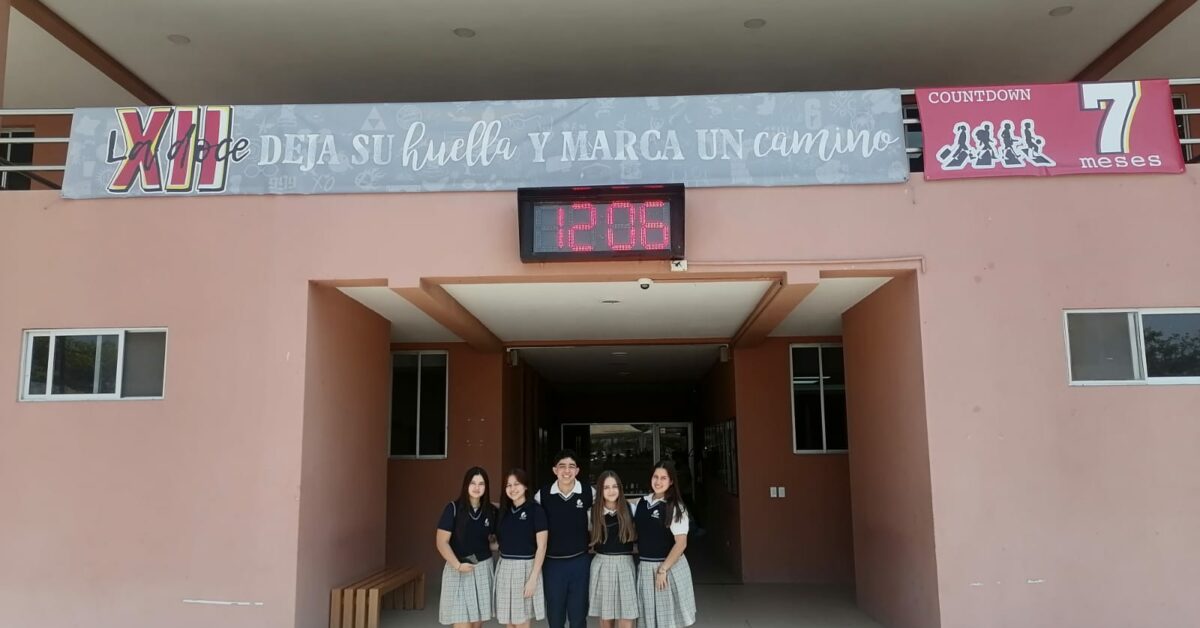 XII
La doce
DEJA SU huella Y MARCA UN camino
COUNTDOWN
7
meses
12:06